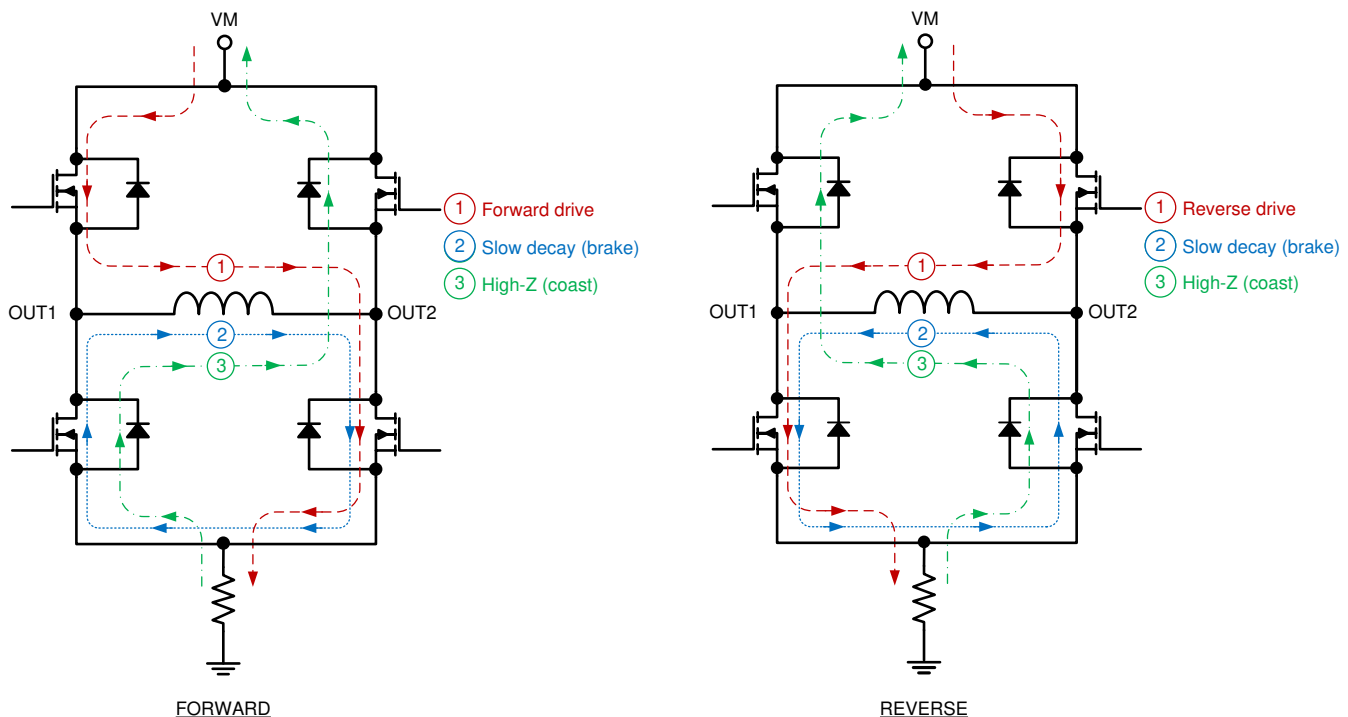 VM
1 Forward drive
2 Slow decay (brake)
3 High-Z (coast)
1
OUT1
OUT2
2
3
FORWARD
VM
1 Reverse drive
2 Slow decay (brake)
3 High-Z (coast)
1
OUT1
OUT2
2
3
REVERSE